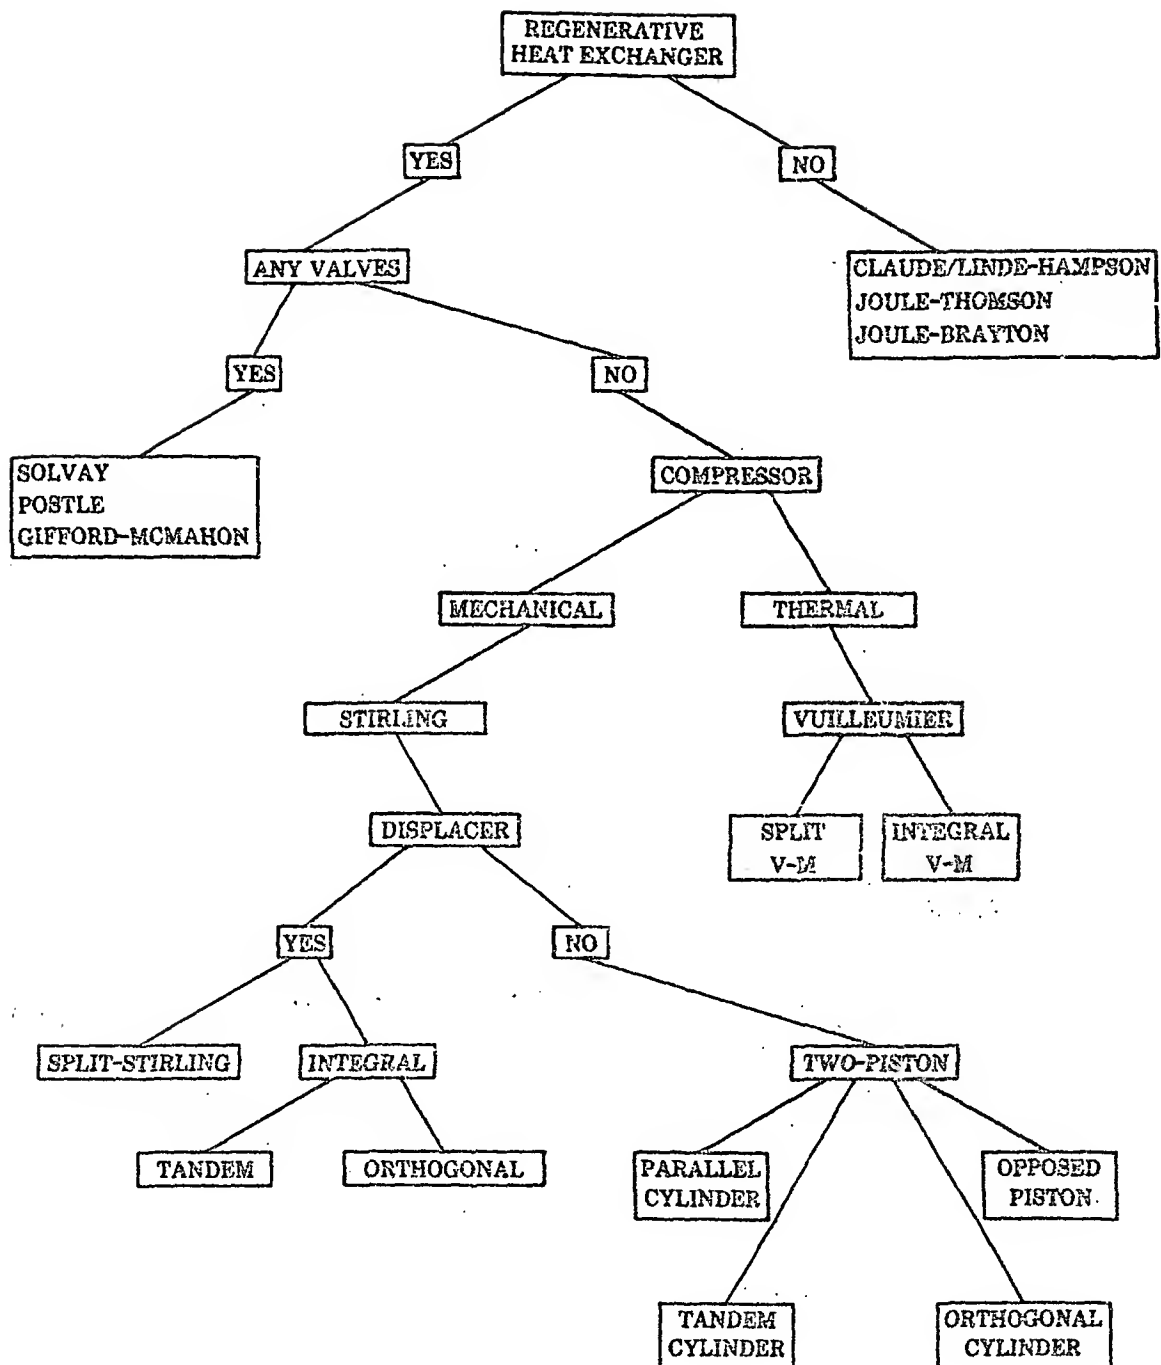 REGENERATIVE
HEAT EXCHANGER
YES
NO
ANY VALVES
CLAUDE/LINDE-HAMPSON
JOULE-THOMSON
JOULE-BRAYTON
YES
NO
SOLVAY
POSTLE
GIFFORD-MCMAHON
COMPRESSOR
MECHANICAL
THERMAL
STIRLING
VUILLEUMIER
DISPLACER
SPLIT
V-M
INTEGRAL
V-M
YES
NO
SPLIT-STIRLING
INTEGRAL
TWO-PISTON
TANDEM
ORTHOGONAL
PARALLEL
CYLINDER
OPPOSED
PISTON
TANDEM
CYLINDER
ORTHOGONAL
CYLINDER